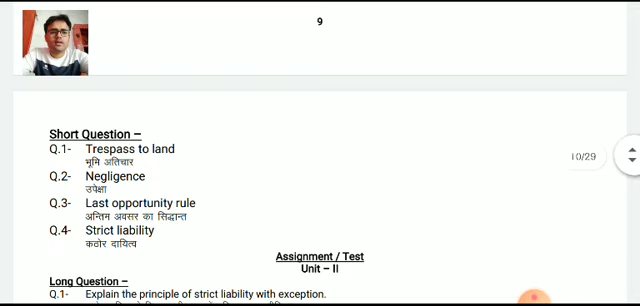 9
Short Question –
Q.1- Trespass to land
भूमि अतिचार
10/29
Q.2- Negligence
उपेक्षा
Q.3- Last opportunity rule
अन्तिम अवसर का सिद्धान्त
Q.4- Strict liability
कठोर दायित्व
Assignment / Test
Unit – II
Long Question –
Q.1- Explain the principle of strict liability with exception.